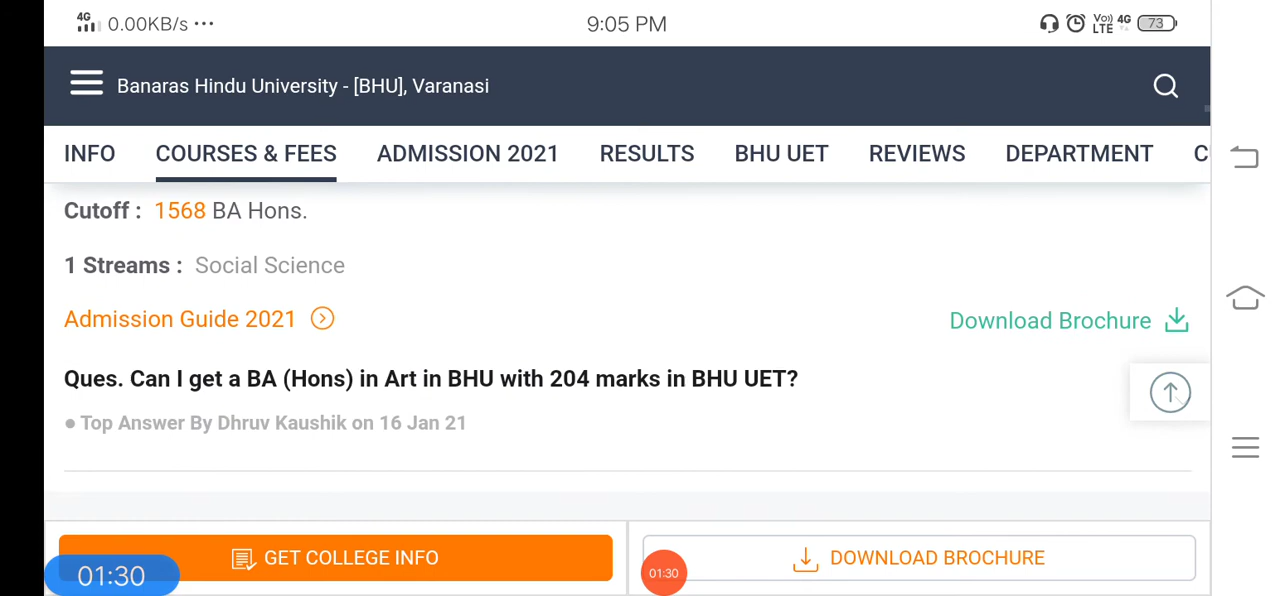 4G 0.00KB/s ··· 9:05 PM Vo) LTE 4G 73
Banaras Hindu University - [BHU], Varanasi
INFO COURSES & FEES ADMISSION 2021 RESULTS BHU UET REVIEWS DEPARTMENT C
Cutoff : 1568 BA Hons.
1 Streams : Social Science
Admission Guide 2021 Download Brochure
Ques. Can I get a BA (Hons) in Art in BHU with 204 marks in BHU UET?
● Top Answer By Dhruv Kaushik on 16 Jan 21
GET COLLEGE INFO DOWNLOAD BROCHURE
01:30 01:30